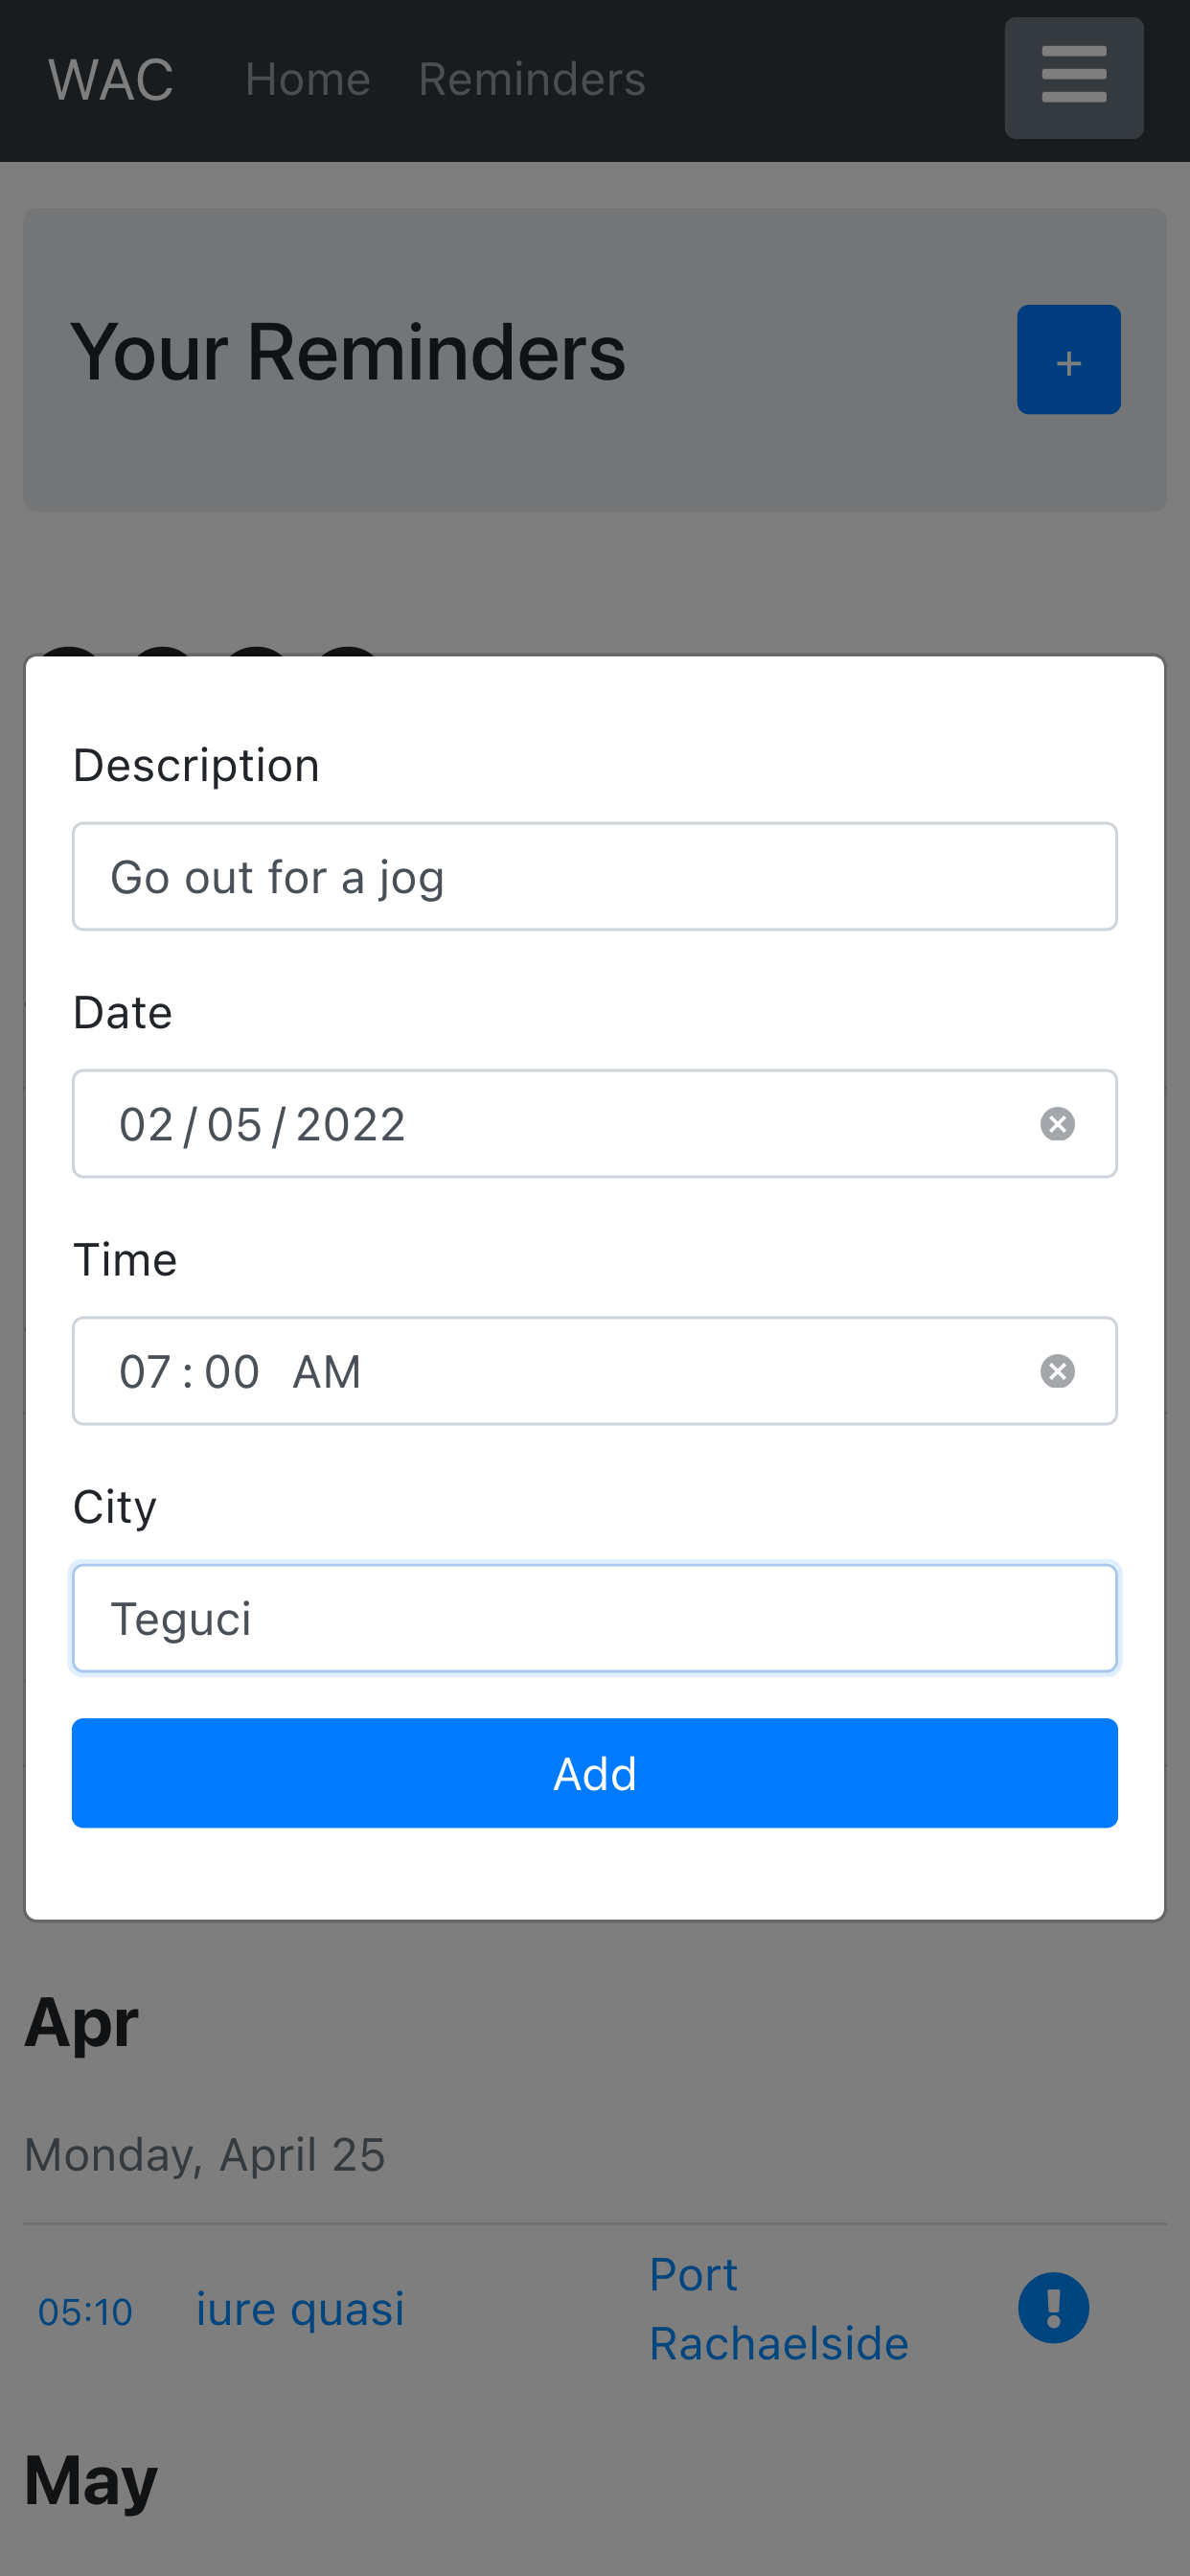 WAC Home Reminders
Your Reminders
+
Description
Go out for a jog
Date
02/05/2022
Time
07:00 AM
City
Teguci
Add
Apr
Monday, April 25
05:10 iure quasi Port
Rachaelside
May